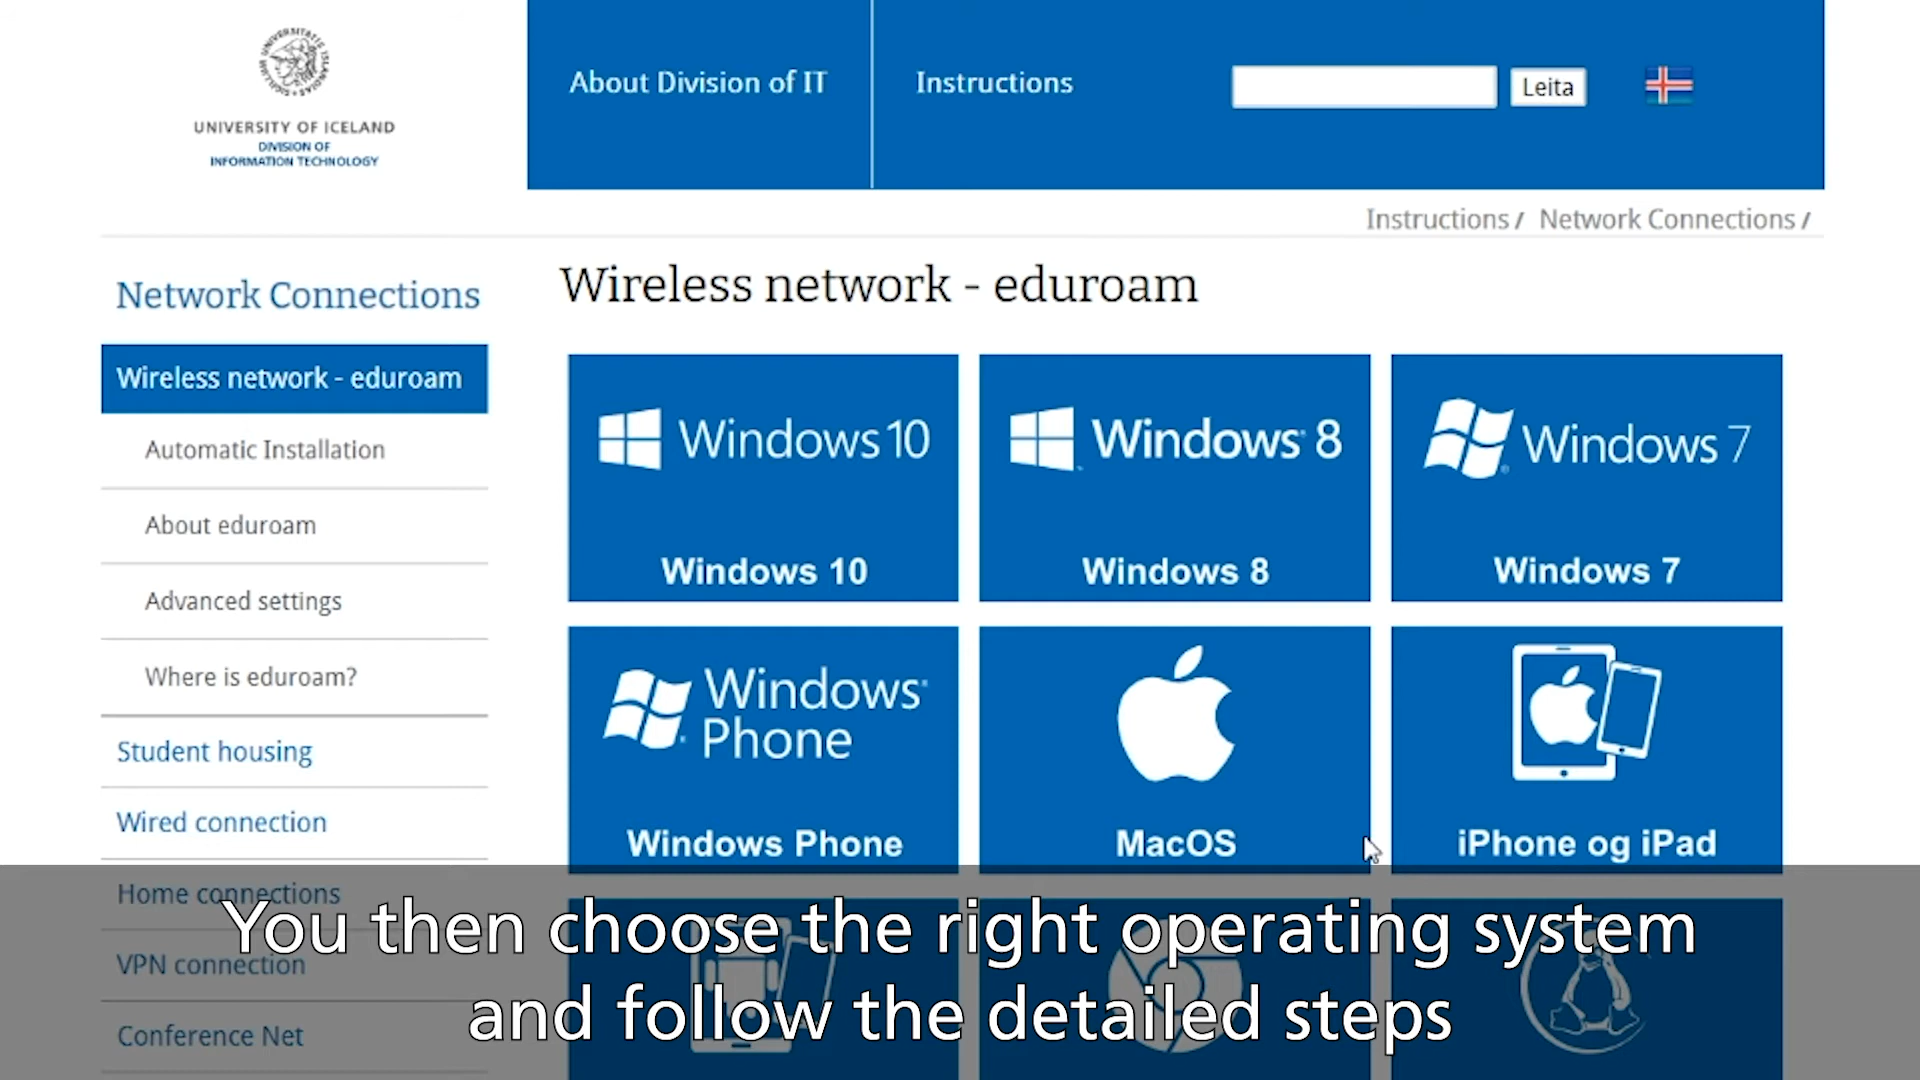 UNIVERSITY OF ICELAND
DIVISION OF
INFORMATION TECHNOLOGY
About Division of IT
Instructions
Leita
Instructions / Network Connections /
Network Connections
Wireless network - eduroam
Automatic Installation
About eduroam
Advanced settings
Where is eduroam?
Student housing
Wired connection
Home connections
VPN connection
Conference Net
Wireless network - eduroam
Windows 10
Windows 10
Windows 8
Windows 8
Windows 7
Windows 7
Windows
Phone
Windows Phone
MacOS
iPhone og iPad
You then choose the right operating system
and follow the detailed steps